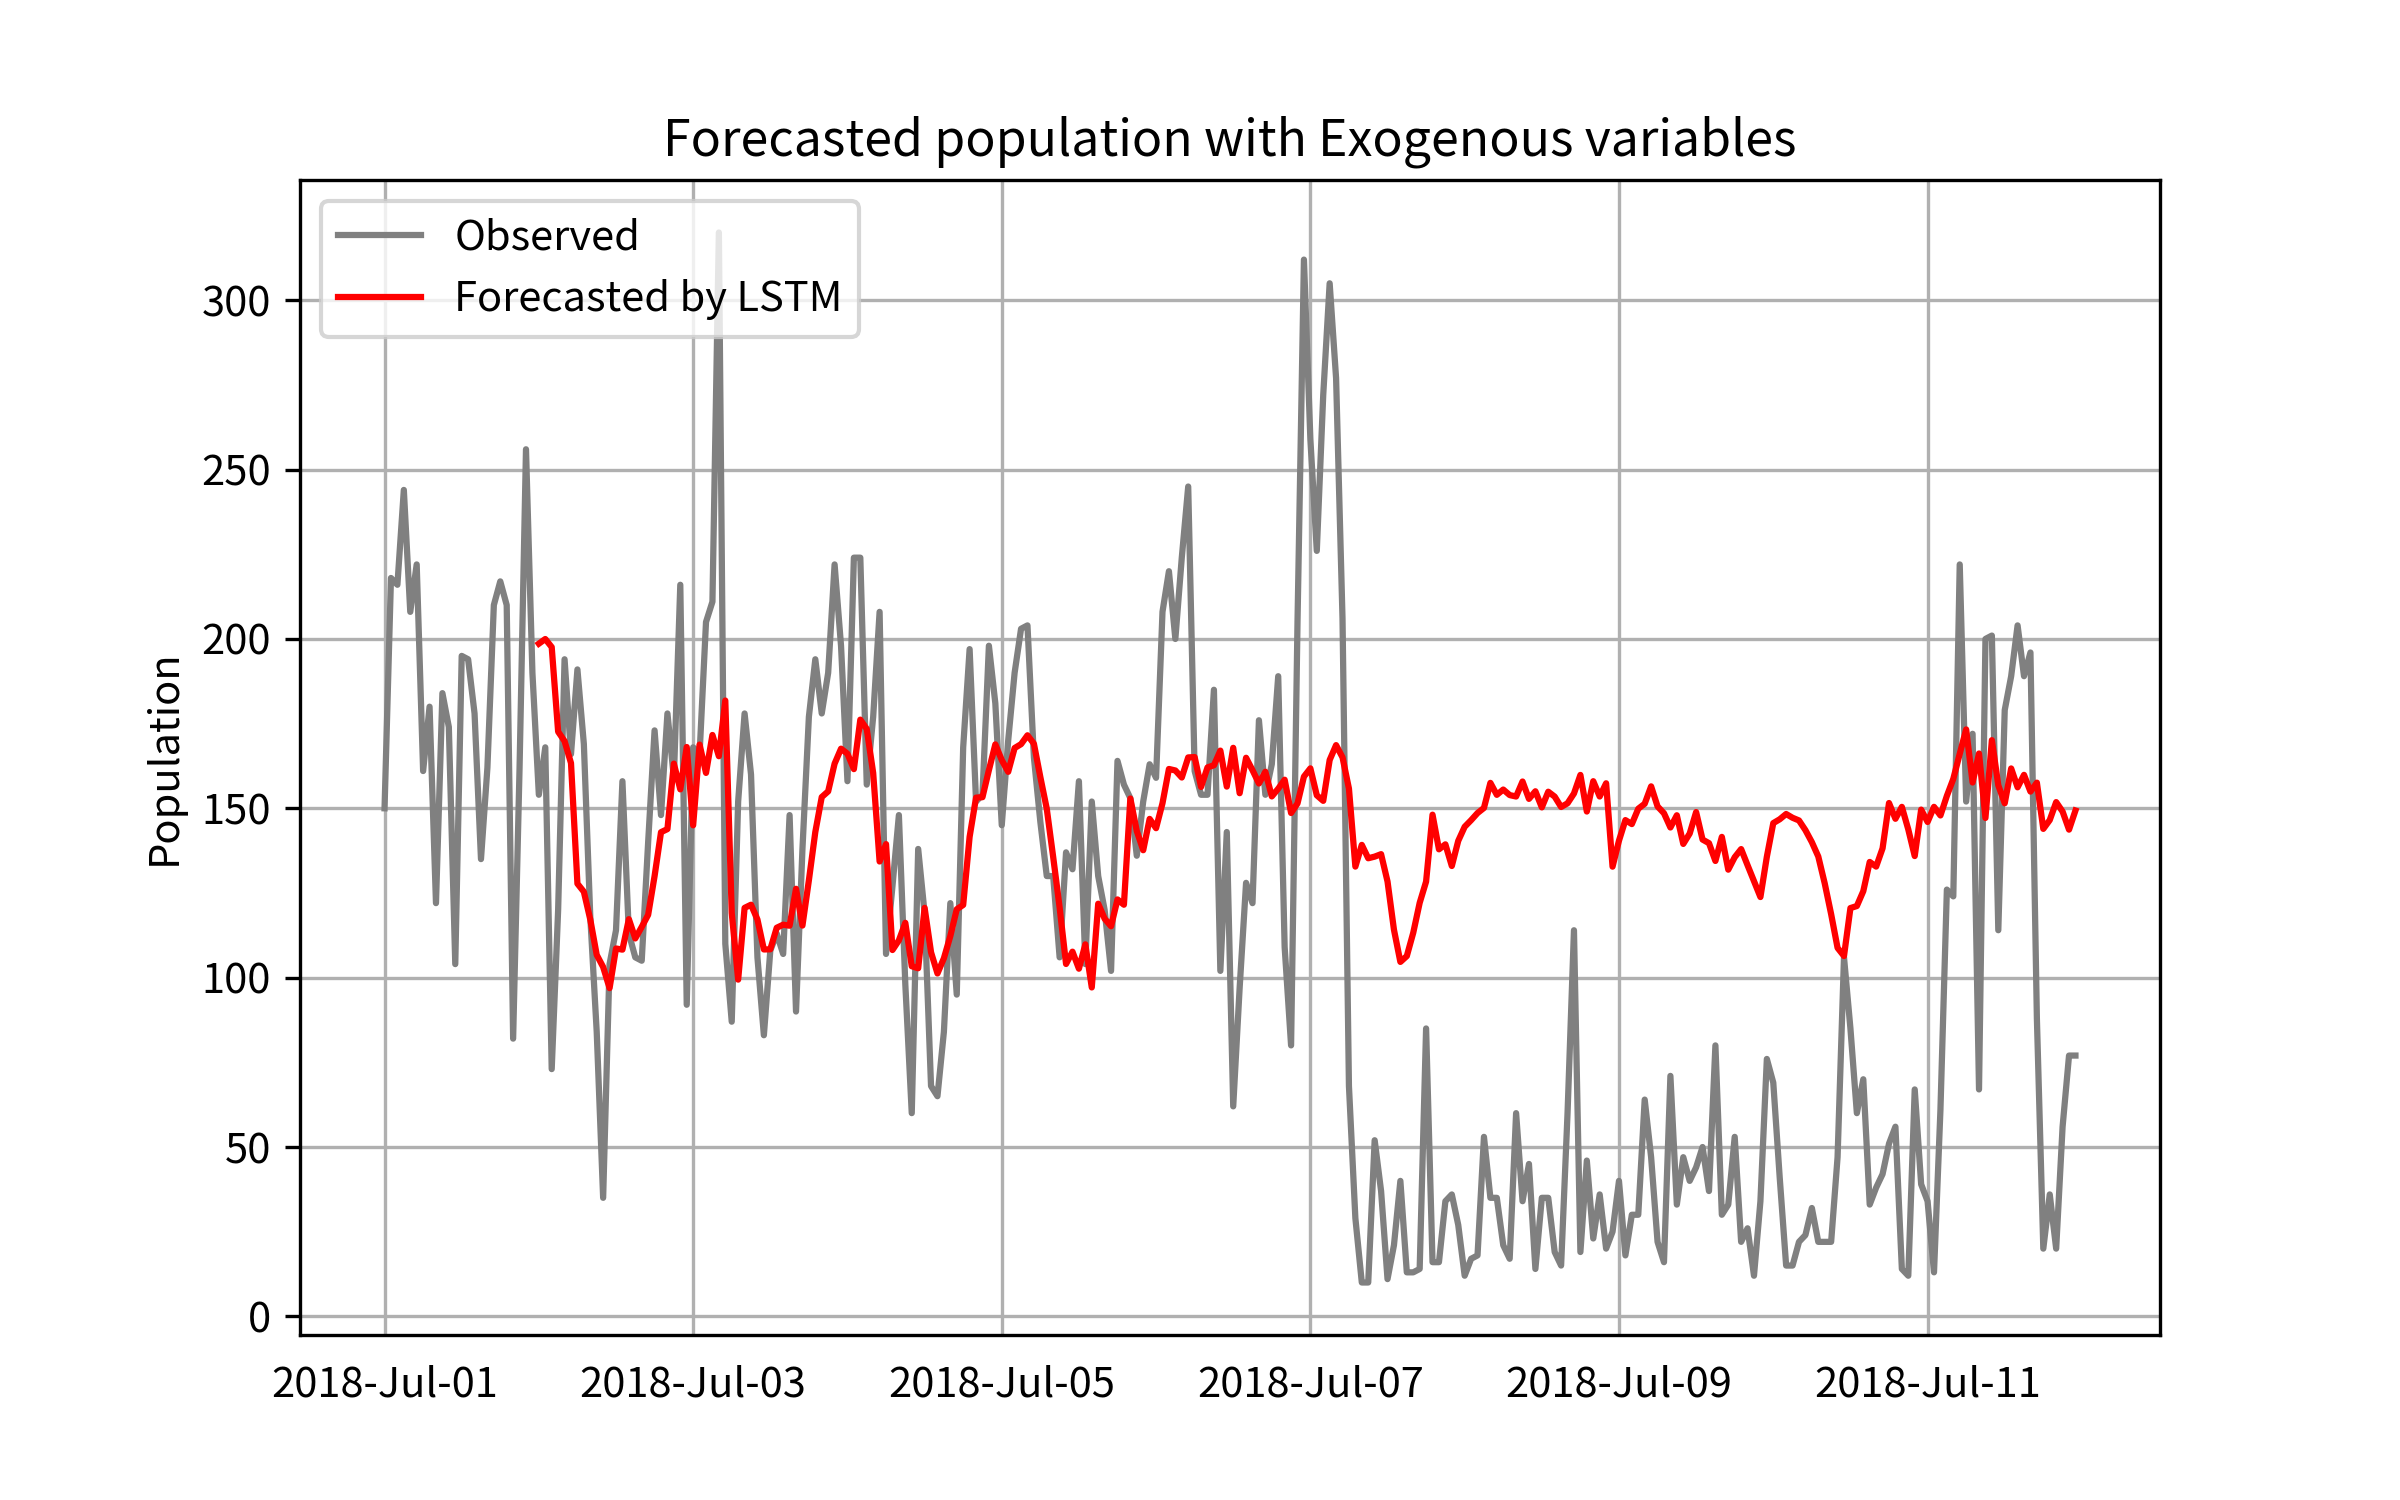 Forecasted population with Exogenous variables
Observed
Forecasted by LSTM
Population
300
250
200
150
100
50
0
2018-Jul-01
2018-Jul-03
2018-Jul-05
2018-Jul-07
2018-Jul-09
2018-Jul-11